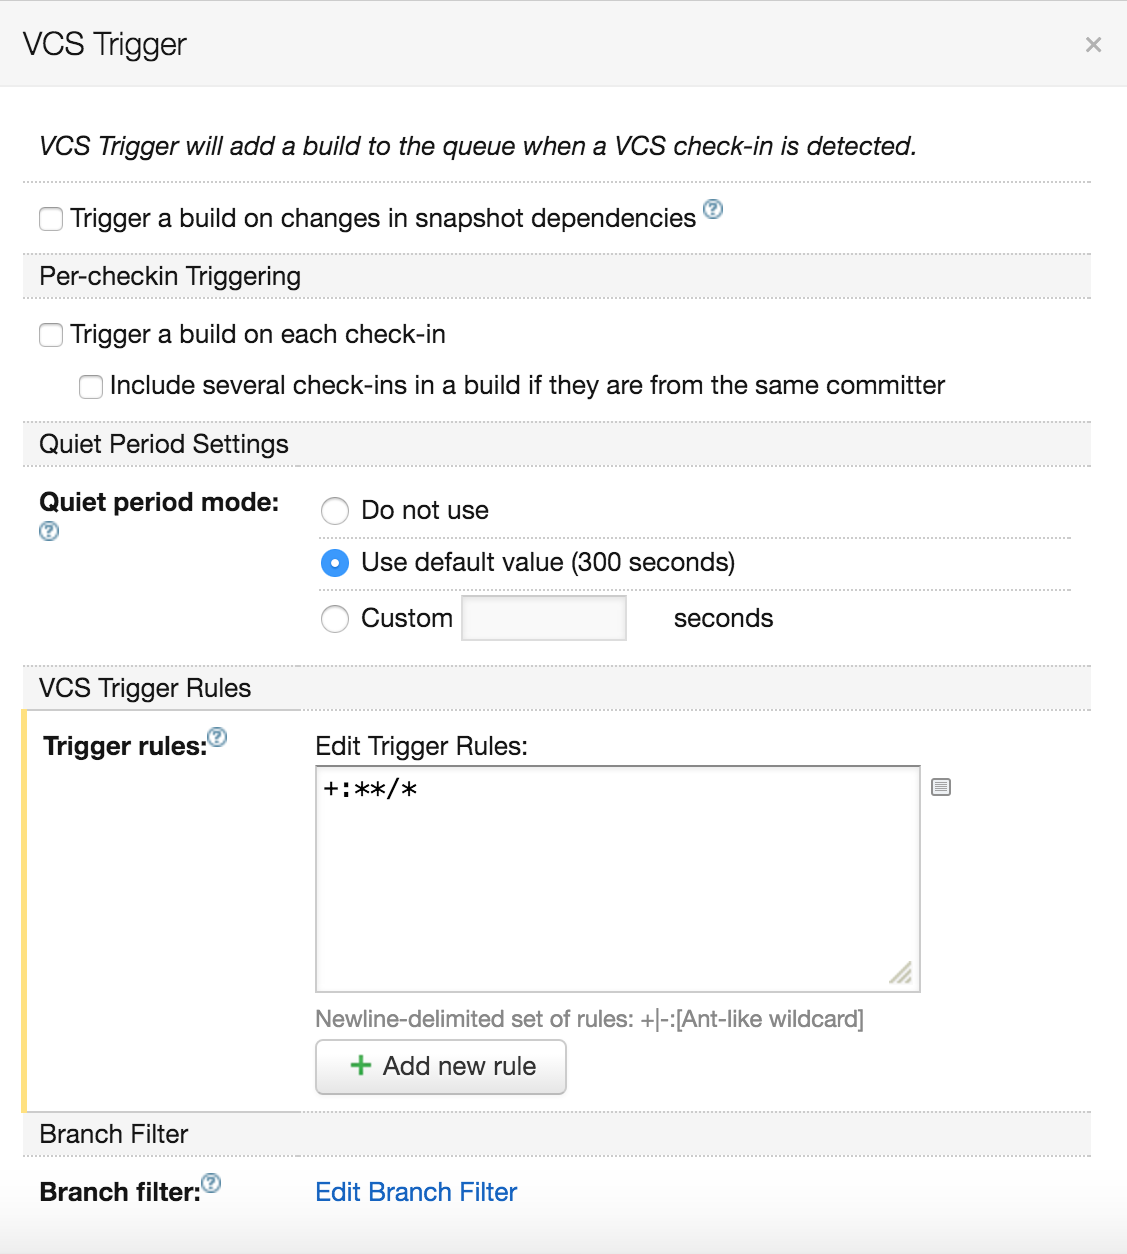 VCS Trigger
VCS Trigger will add a build to the queue when a VCS check-in is detected.
Trigger a build on changes in snapshot dependencies ?
Per-checkin Triggering
Trigger a build on each check-in
Include several check-ins in a build if they are from the same committer
Quiet Period Settings
Quiet period mode:
?
Do not use
Use default value (300 seconds)
Custom seconds
VCS Trigger Rules
Trigger rules: ?
Edit Trigger Rules:
+:**/*
Newline-delimited set of rules: +|-:[Ant-like wildcard]
+ Add new rule
Branch Filter
Branch filter: ?
Edit Branch Filter